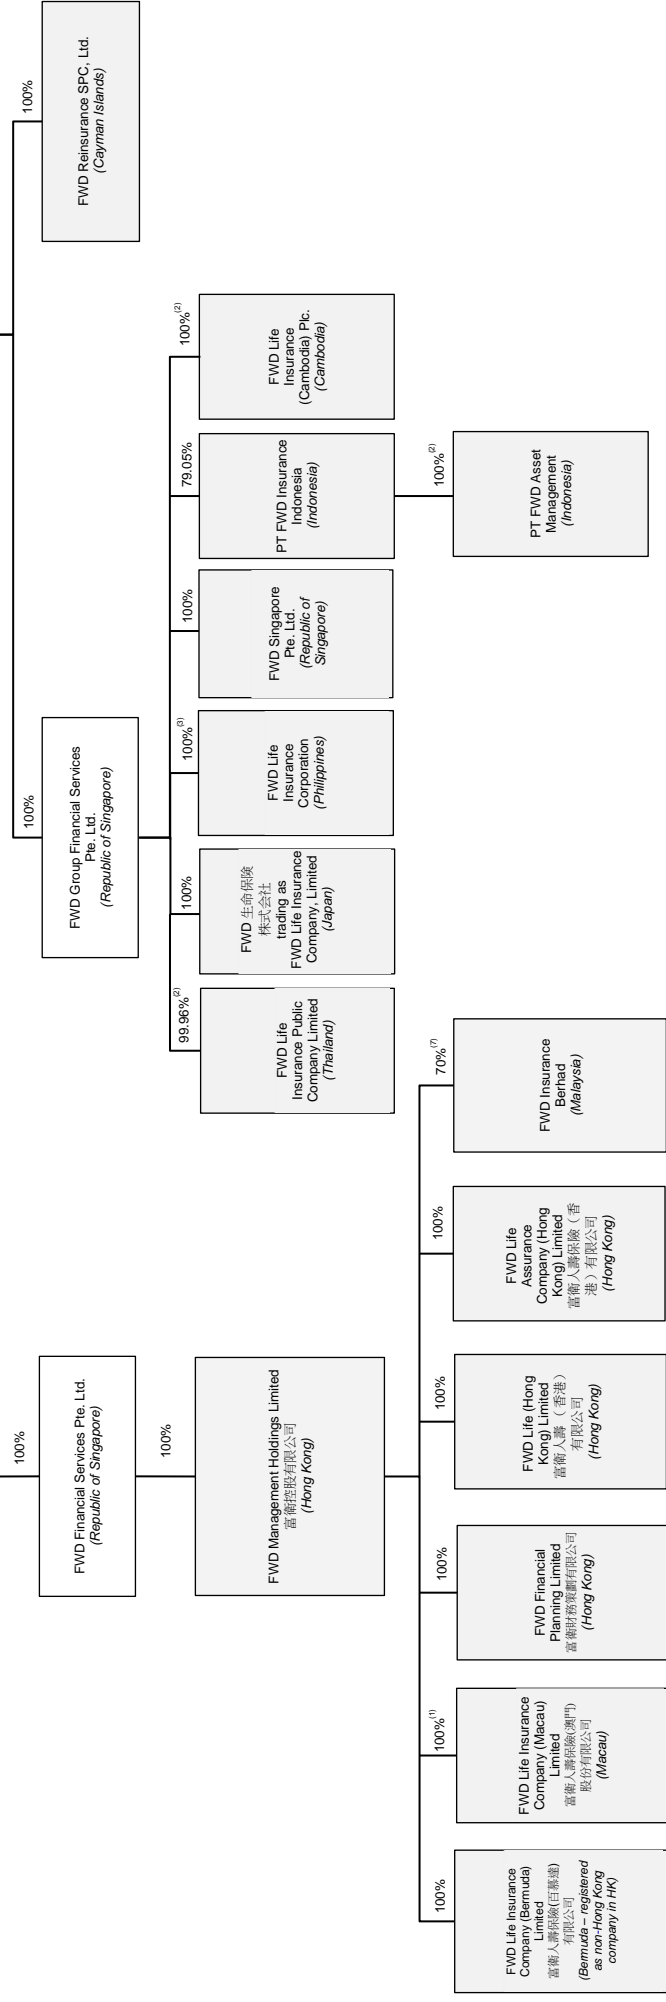 100%
FWD Financial Services Pte. Ltd.
(Republic of Singapore)
100%
FWD Management Holdings Limited
富衛控股有限公司
(Hong Kong)
100%
FWD Life Insurance
Company (Bermuda)
Limited
富衛人壽保險(百慕達)
有限公司
(Bermuda – registered
as non-Hong Kong
company in HK)
100%(1)
FWD Life Insurance
Company (Macau)
Limited
富衛人壽保險(澳門)
股份有限公司
(Macau)
100%
FWD Financial
Planning Limited
富衛財務策劃有限公司
(Hong Kong)
100%
FWD Life (Hong
Kong) Limited
富衛人壽（香港）
有限公司
(Hong Kong)
100%
FWD Life
Assurance
Company (Hong
Kong) Limited
富衛人壽保險（香
港）有限公司
(Hong Kong)
70%(7)
FWD Insurance
Berhad
(Malaysia)
100%
FWD Group Financial Services
Pte. Ltd.
(Republic of Singapore)
99.96%(2)
FWD Life
Insurance Public
Company Limited
(Thailand)
100%
FWD 生命保険
株式会社
trading as
FWD Life Insurance
Company, Limited
(Japan)
100%(3)
FWD Life
Insurance
Corporation
(Philippines)
100%
FWD Singapore
Pte. Ltd.
(Republic of
Singapore)
79.05%
PT FWD Insurance
Indonesia
(Indonesia)
100%(2)
PT FWD Asset
Management
(Indonesia)
100%(2)
FWD Life
Insurance
(Cambodia) Plc.
(Cambodia)
100%
FWD Reinsurance SPC, Ltd.
(Cayman Islands)